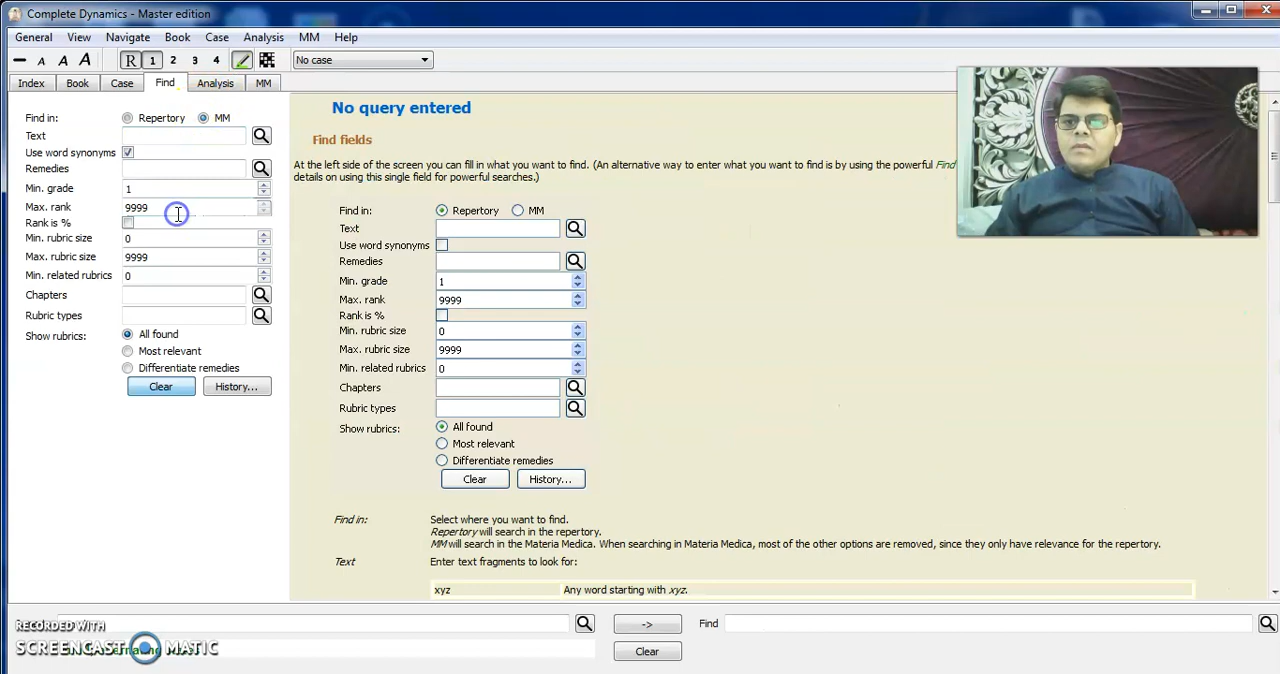 Complete Dynamics - Master edition
General View Navigate Book Case Analysis MM Help
A A A R 1 2 3 4 No case
Index Book Case Find Analysis MM
Find in: Repertory MM
Text
Use word synonyms
Remedies
Min. grade 1
Max. rank 9999
Rank is %
Min. rubric size 0
Max. rubric size 9999
Min. related rubrics 0
Chapters
Rubric types
Show rubrics: All found
Most relevant
Differentiate remedies
Clear History...
No query entered
Find fields
At the left side of the screen you can fill in what you want to find. (An alternative way to enter what you want to find is by using the powerful Find
details on using this single field for powerful searches.)
Find in: Repertory MM
Text
Use word synonyms
Remedies
Min. grade 1
Max. rank 9999
Rank is %
Min. rubric size 0
Max. rubric size 9999
Min. related rubrics 0
Chapters
Rubric types
Show rubrics: All found
Most relevant
Differentiate remedies
Clear History...
Find in: Select where you want to find.
Repertory will search in the repertory.
MM will search in the Materia Medica. When searching in Materia Medica, most of the other options are removed, since they only have relevance for the repertory.
Text Enter text fragments to look for:
xyz Any word starting with xyz.
-> Find
Clear
RECORDED WITH
SCREENCAST MATIC